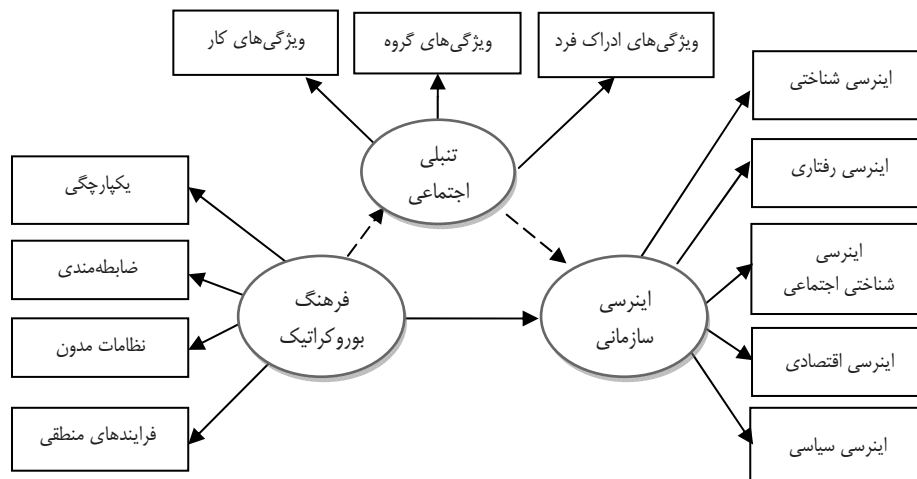 ویژگی‌های ادراک فرد
ویژگی‌های گروه
ویژگی‌های کار
تنبلی
اجتماعی
اینرسی شناختی
اینرسی رفتاری
اینرسی
شناختی اجتماعی
اینرسی اقتصادی
اینرسی سیاسی
اینرسی
سازمانی
فرهنگ
بوروکراتیک
یکپارچگی
ضابطه‌مندی
نظامات مدون
فرایندهای منطقی